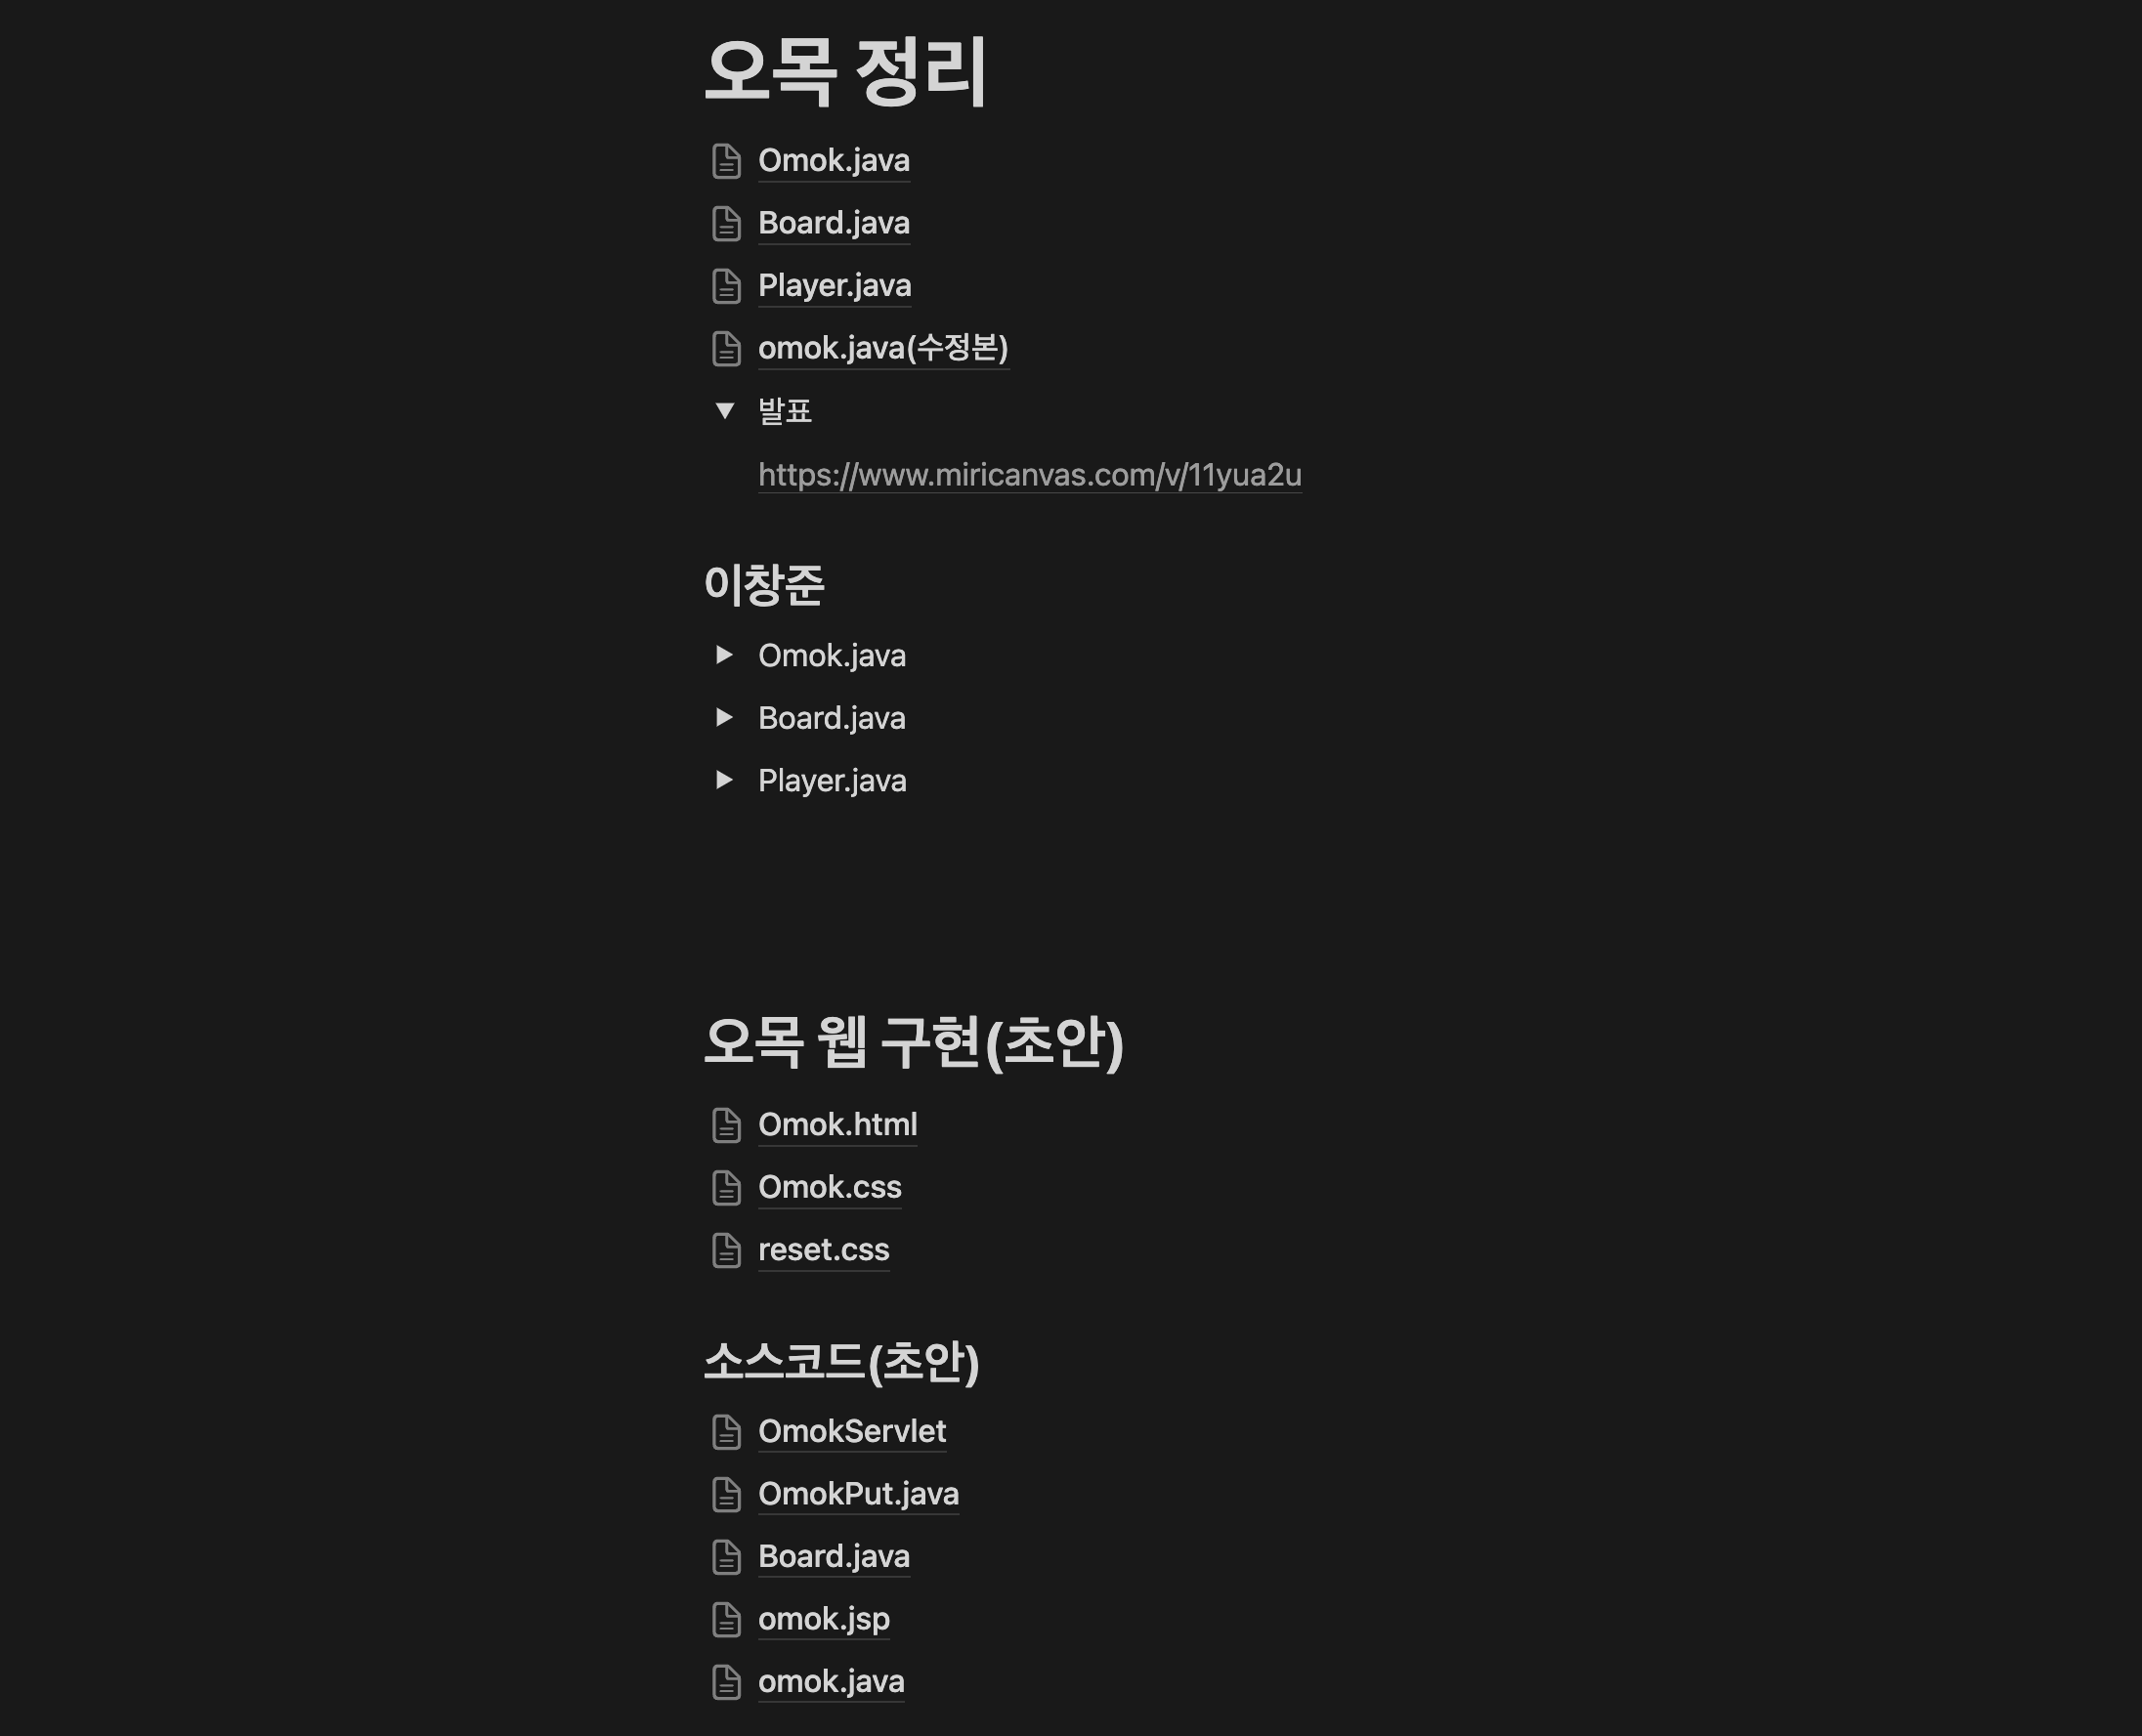 오목 정리
Omok.java
Board.java
Player.java
omok.java(수정본)
발표
https://www.miricanvas.com/v/11yua2u
이창준
Omok.java
Board.java
Player.java
오목 웹 구현(초안)
Omok.html
Omok.css
reset.css
소스코드(초안)
OmokServlet
OmokPut.java
Board.java
omok.jsp
omok.java